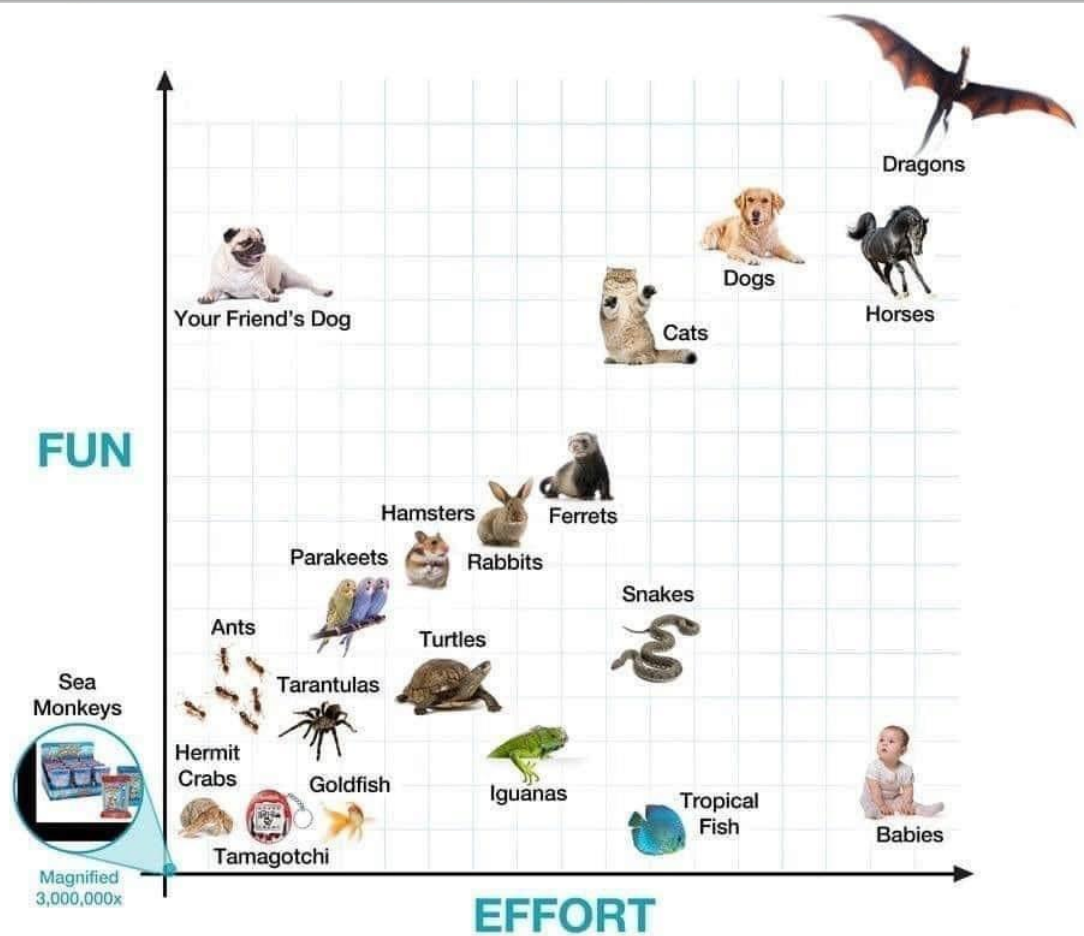 Dragons
Dogs
Horses
Your Friend's Dog
Cats
FUN
Hamsters
Ferrets
Parakeets
Rabbits
Snakes
Ants
Turtles
Sea
Monkeys
Tarantulas
Hermit
Crabs
Goldfish
Iguanas
Tropical
Fish
Babies
Tamagotchi
Magnified
3,000,000x
EFFORT